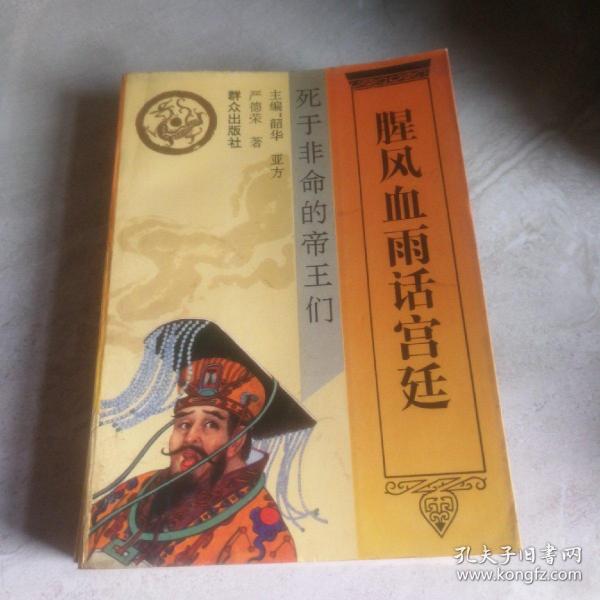 腥风血雨话宫廷
死于非命的帝王们
主编·韶华 亚方
严德荣 著
群众出版社
孔夫子旧书网
www.kongfz.com